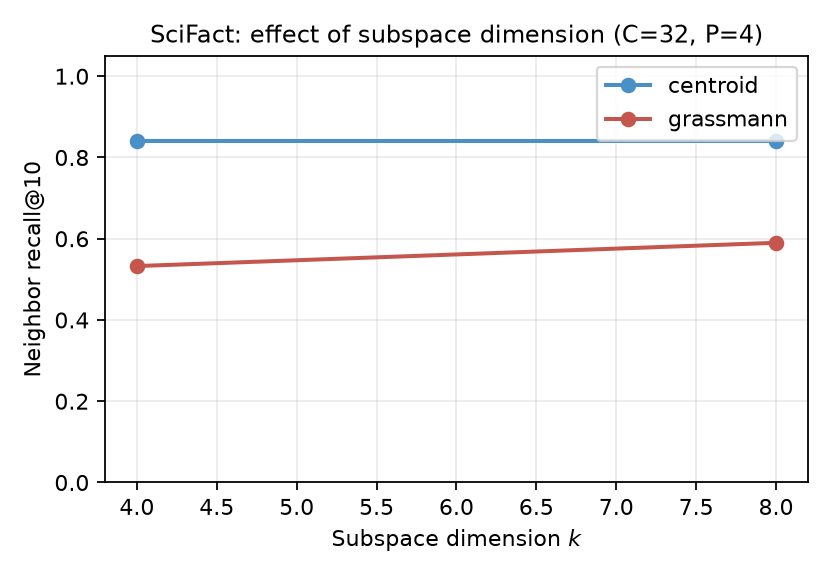 SciFact: effect of subspace dimension (C=32, P=4)
centroid
grassmann
Neighbor recall@10
1.0
0.8
0.6
0.4
0.2
0.0
4.0 4.5 5.0 5.5 6.0 6.5 7.0 7.5 8.0
Subspace dimension k